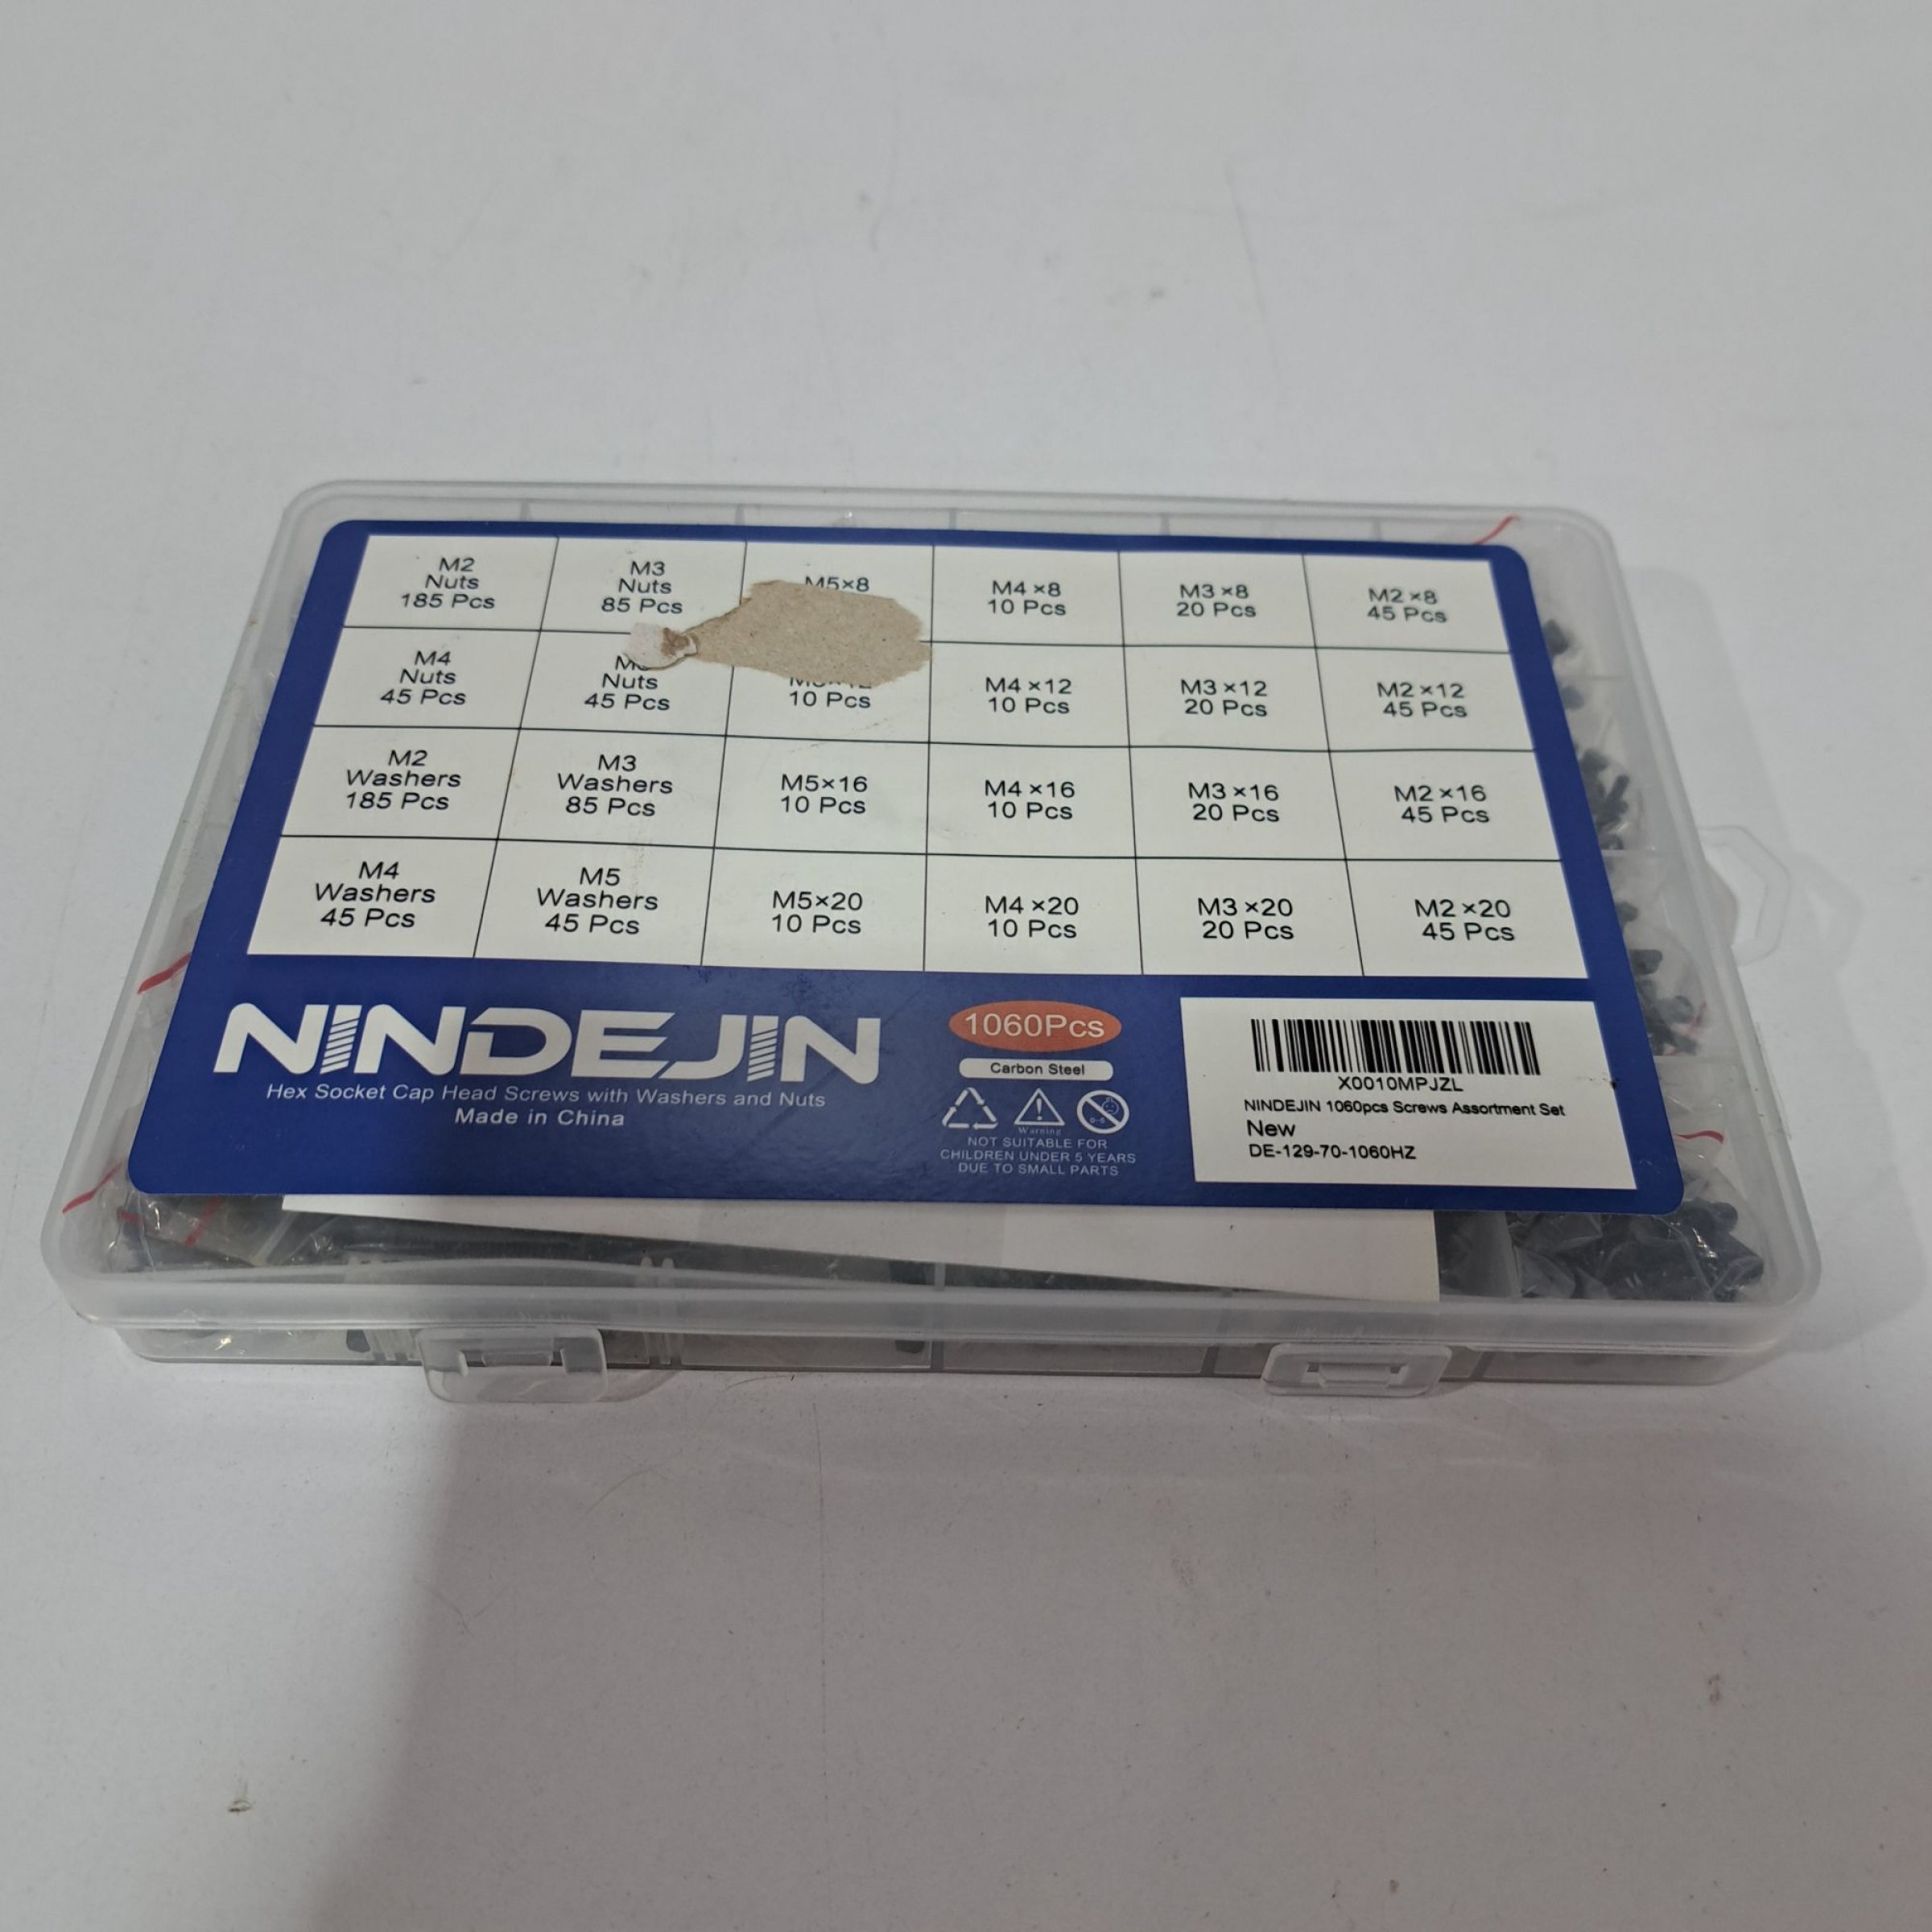 M2
Nuts
185 Pcs
M3
Nuts
85 Pcs
M5×8
M4×8
10 Pcs
M3×8
20 Pcs
M2×8
45 Pcs
M4
Nuts
45 Pcs
Nuts
45 Pcs
10 Pcs
M4×12
10 Pcs
M3×12
20 Pcs
M2×12
45 Pcs
M2
Washers
185 Pcs
M3
Washers
85 Pcs
M5×16
10 Pcs
M4×16
10 Pcs
M3×16
20 Pcs
M2×16
45 Pcs
M4
Washers
45 Pcs
M5
Washers
45 Pcs
M5×20
10 Pcs
M4×20
10 Pcs
M3×20
20 Pcs
M2×20
45 Pcs
NINDEJIN
Hex Socket Cap Head Screws with Washers and Nuts
Made in China
1060Pcs
Carbon Steel
Warning
NOT SUITABLE FOR
CHILDREN UNDER 5 YEARS
DUE TO SMALL PARTS
X0010MPJZL
NINDEJIN 1060pcs Screws Assortment Set
New
DE-129-70-1060HZ